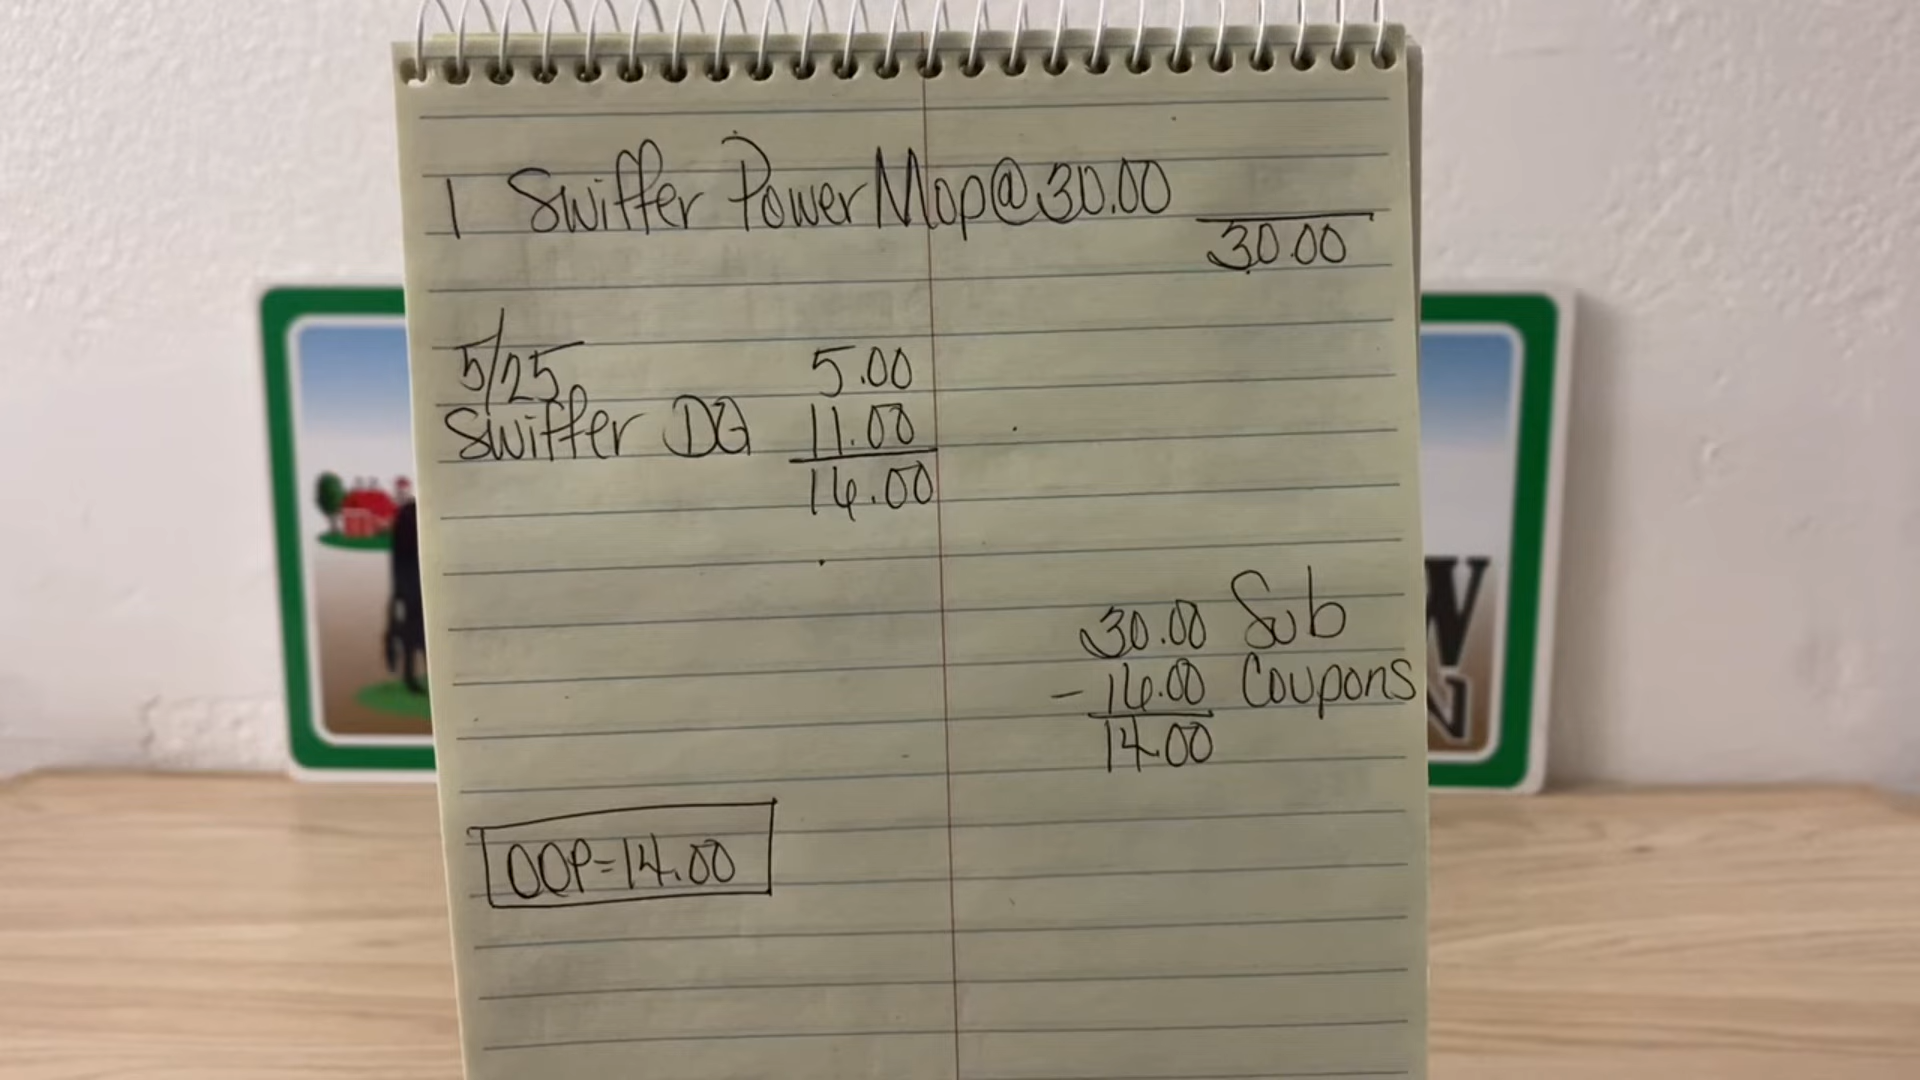 1 Swiffer Power Mop @ 30.00
30.00
5/25 5.00
Swiffer DG 11.00
16.00
30.00 Sub
- 16.00 Coupons
14.00
OOP=14.00
W
N